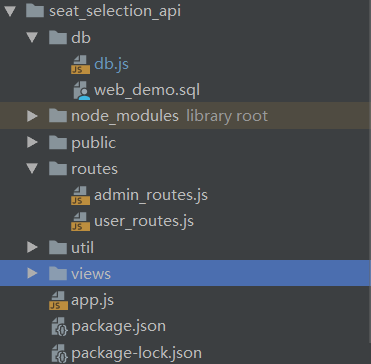 seat_selection_api
db
db.js
web_demo.sql
node_modules library root
public
routes
admin_routes.js
user_routes.js
util
views
app.js
package.json
package-lock.json